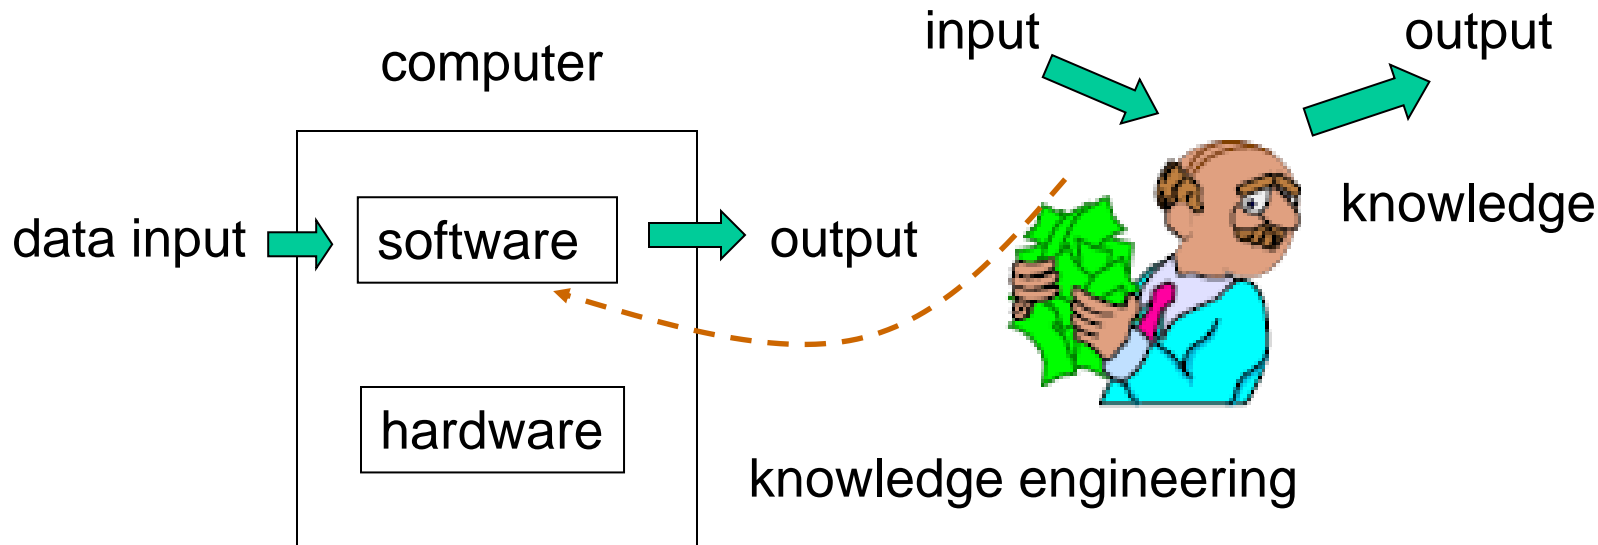 input
output
computer
knowledge
data input
software
output
hardware
knowledge engineering